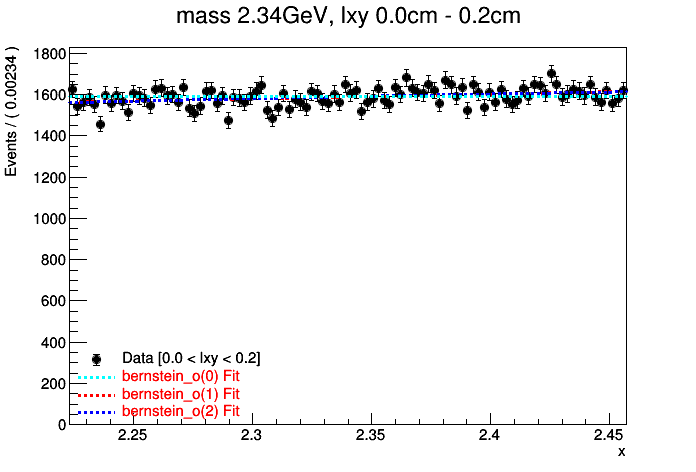 mass 2.34GeV, lxy 0.0cm - 0.2cm
Events / ( 0.00234 )
1800
1600
1400
1200
1000
800
600
400
200
0
Data [0.0 < lxy < 0.2]
bernstein_o(0) Fit
bernstein_o(1) Fit
bernstein_o(2) Fit
2.25 2.3 2.35 2.4 2.45
x